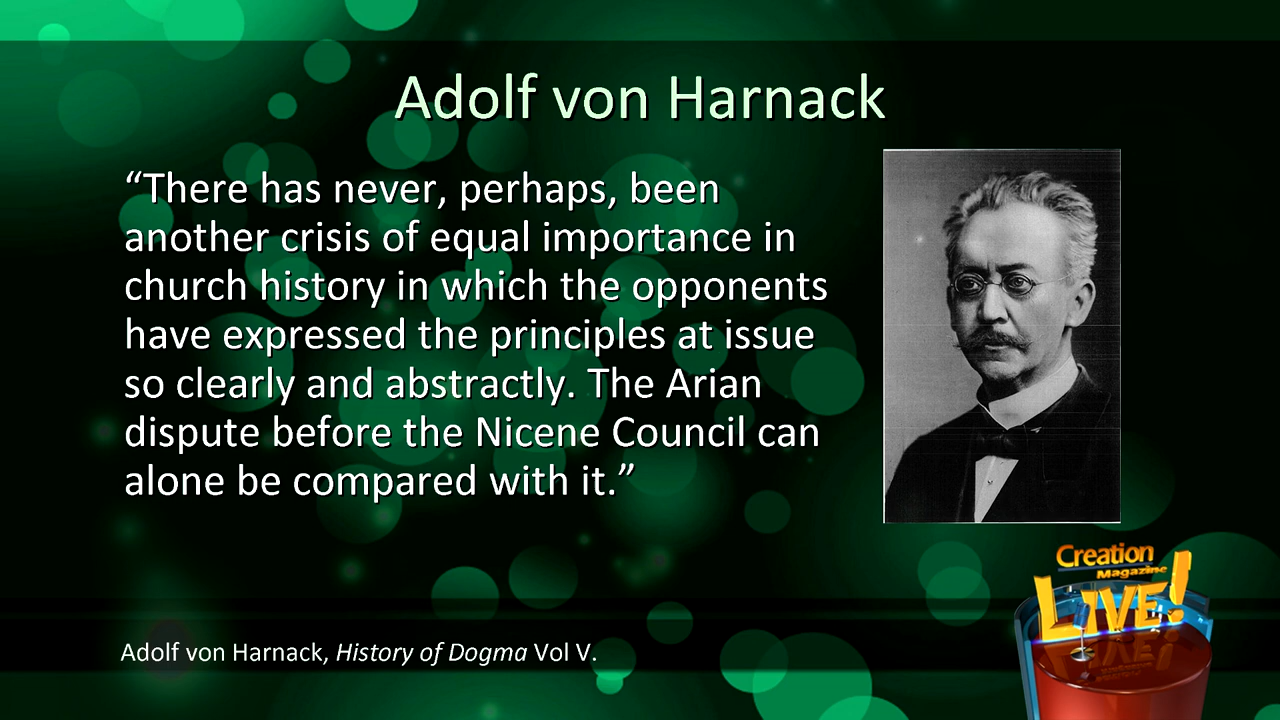 Adolf von Harnack
“There has never, perhaps, been
another crisis of equal importance in
church history in which the opponents
have expressed the principles at issue
so clearly and abstractly. The Arian
dispute before the Nicene Council can
alone be compared with it.”
Creation
Magazine
LIVE!
Adolf von Harnack, History of Dogma Vol V.